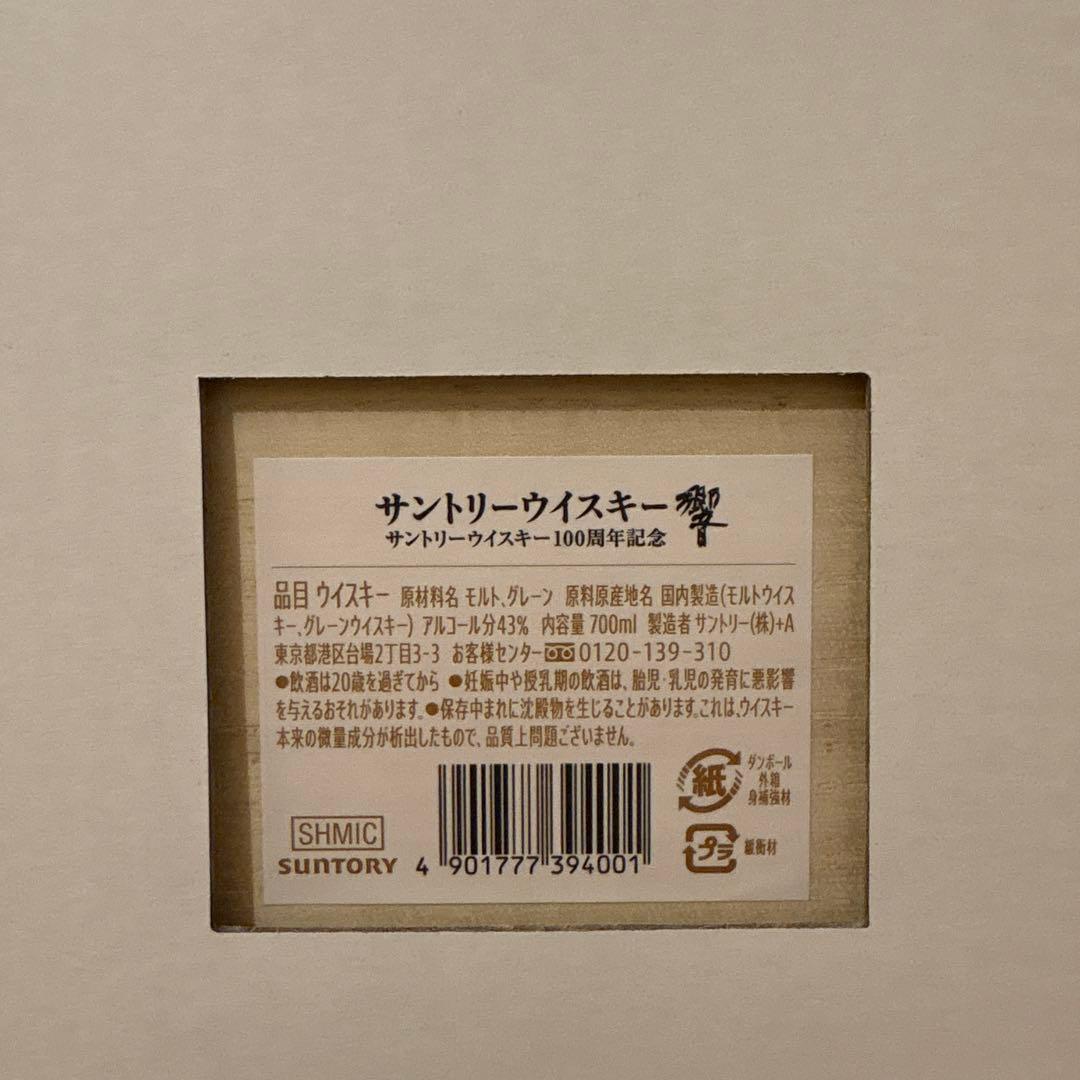 サントリーウイスキー響
サントリーウイスキー100周年記念
品目 ウイスキー 原材料名 モルト、グレーン 原料原産地名 国内製造(モルトウイス
キー、グレーンウイスキー) アルコール分43% 内容量 700ml 製造者 サントリー(株)+A
東京都港区台場2丁目3-3 お客様センター 0120-139-310
●飲酒は20歳を過ぎてから ●妊娠中や授乳期の飲酒は、胎児・乳児の発育に悪影響
を与えるおそれがあります。●保存中まれに沈殿物を生じることがあります。これは、ウイスキー
本来の微量成分が析出したもので、品質上問題ございません。
紙
ダンボール
外箱
身補強材
プラ
緩衝材
SHMIC
SUNTORY
4 901777 394001